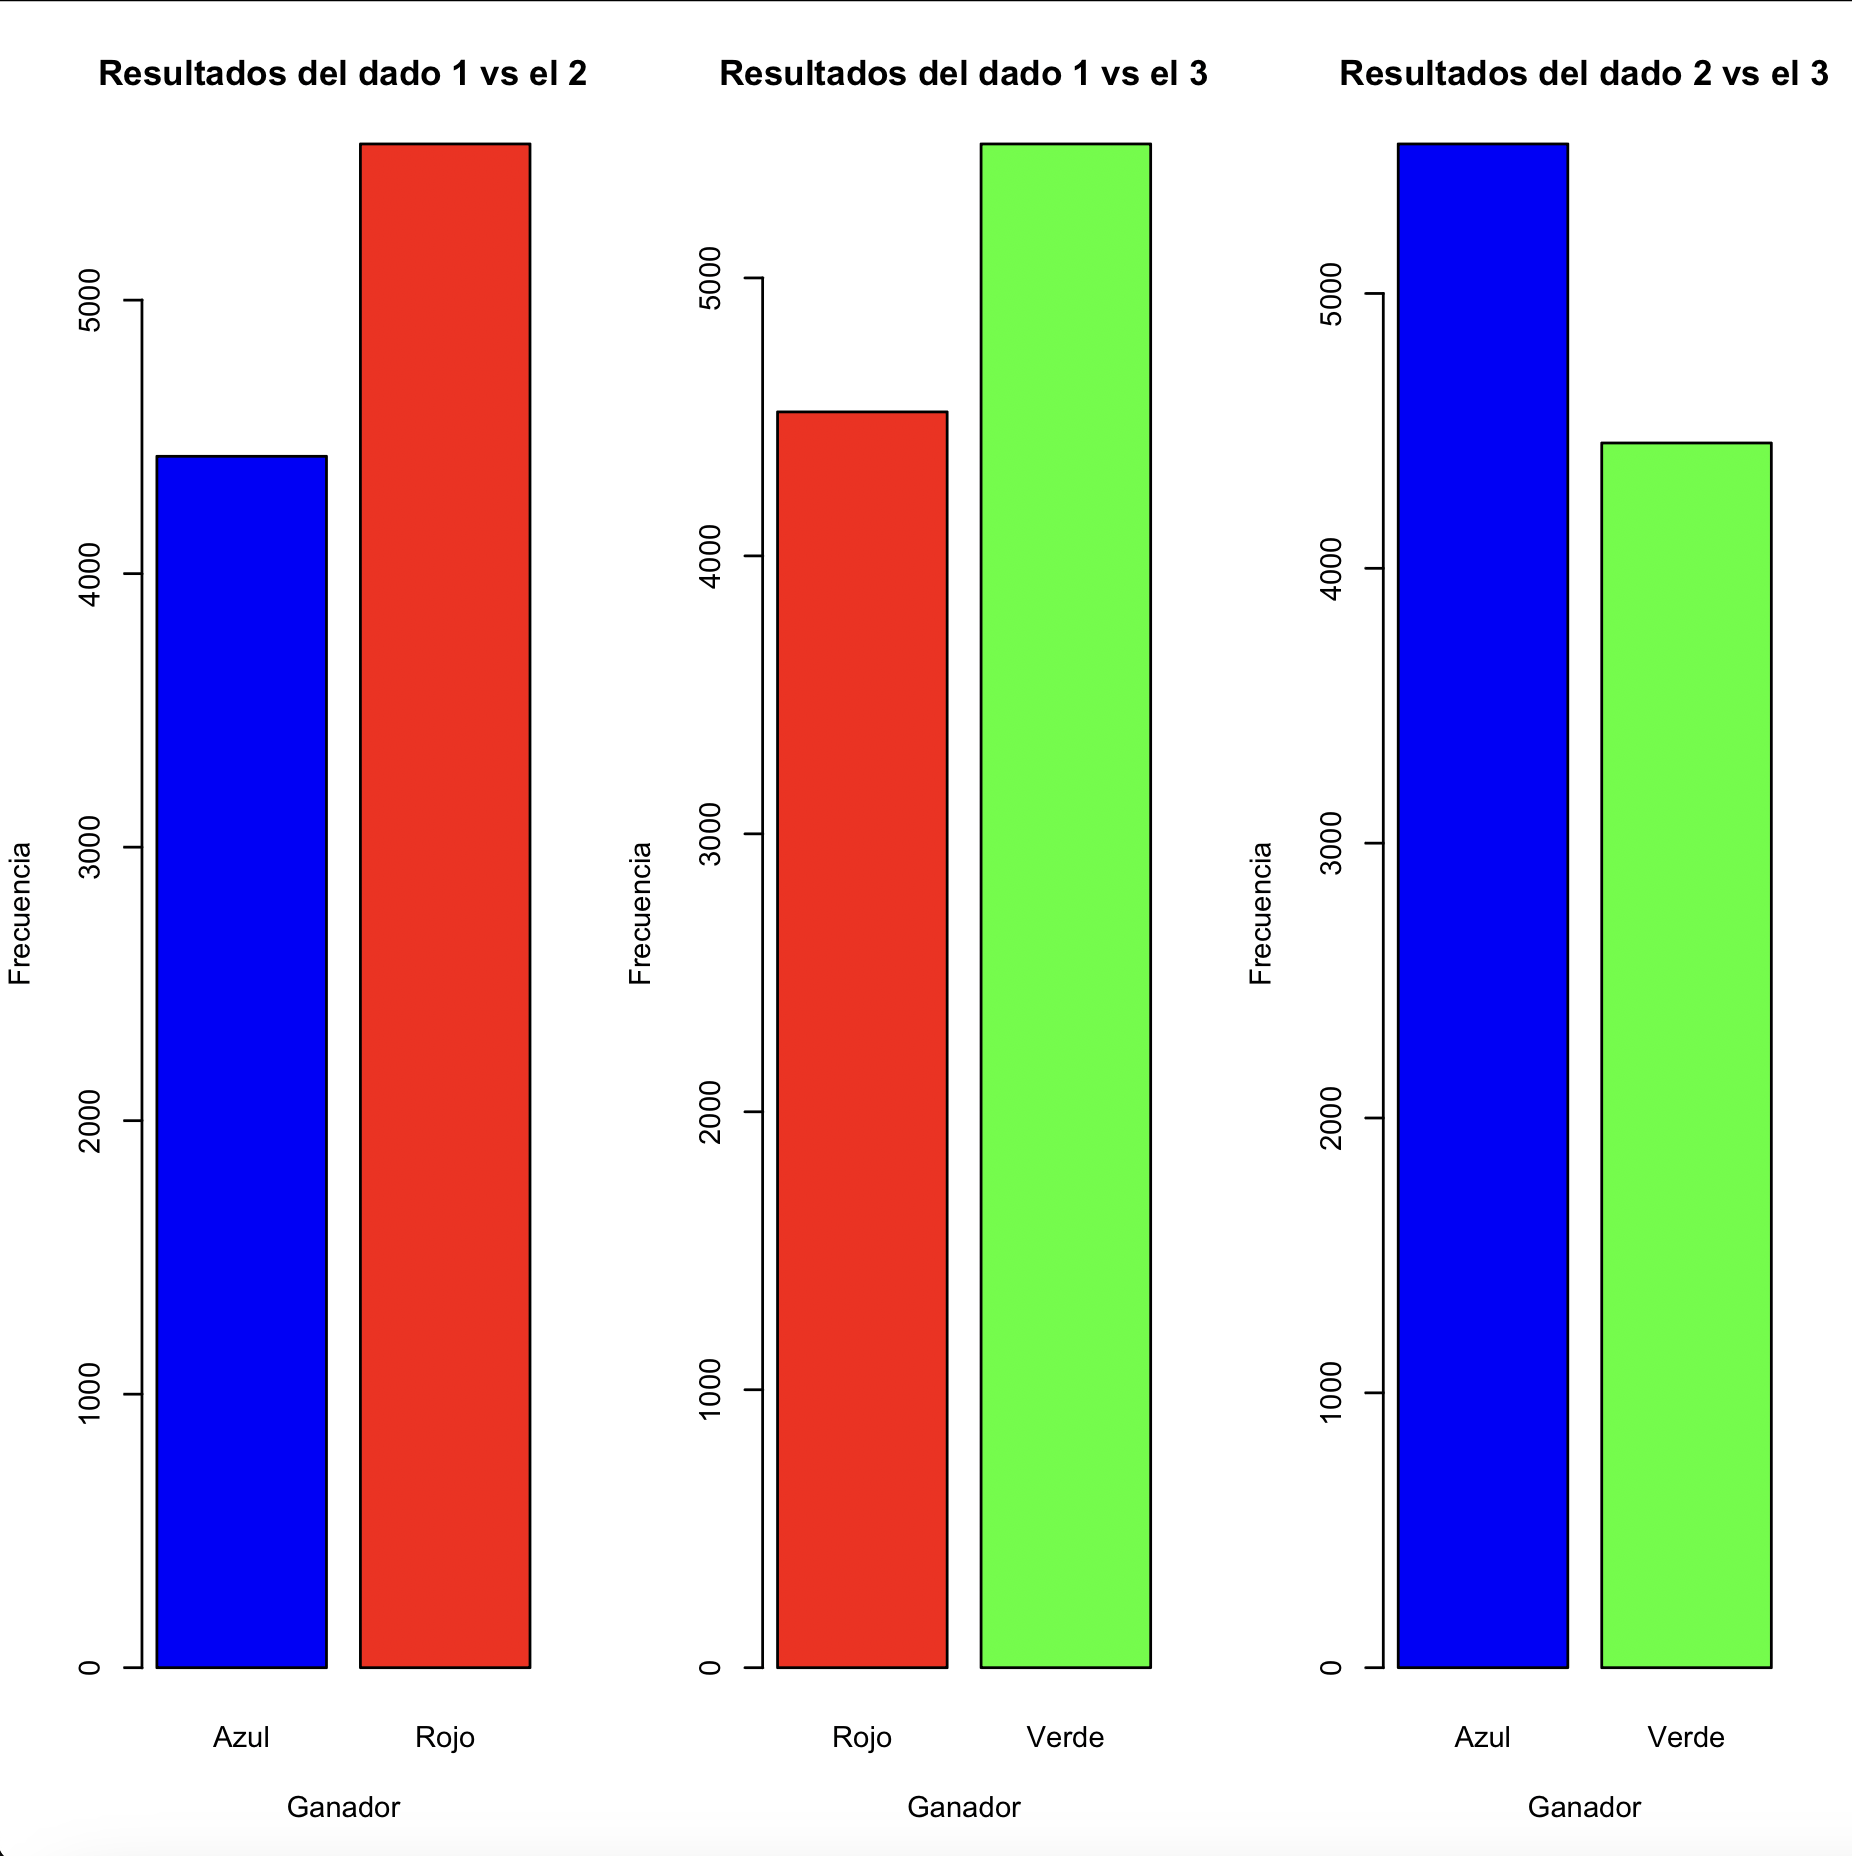 Resultados del dado 1 vs el 2
Frecuencia
5000
4000
3000
2000
1000
0
Azul Rojo
Ganador
Resultados del dado 1 vs el 3
Frecuencia
5000
4000
3000
2000
1000
0
Rojo Verde
Ganador
Resultados del dado 2 vs el 3
Frecuencia
5000
4000
3000
2000
1000
0
Azul Verde
Ganador